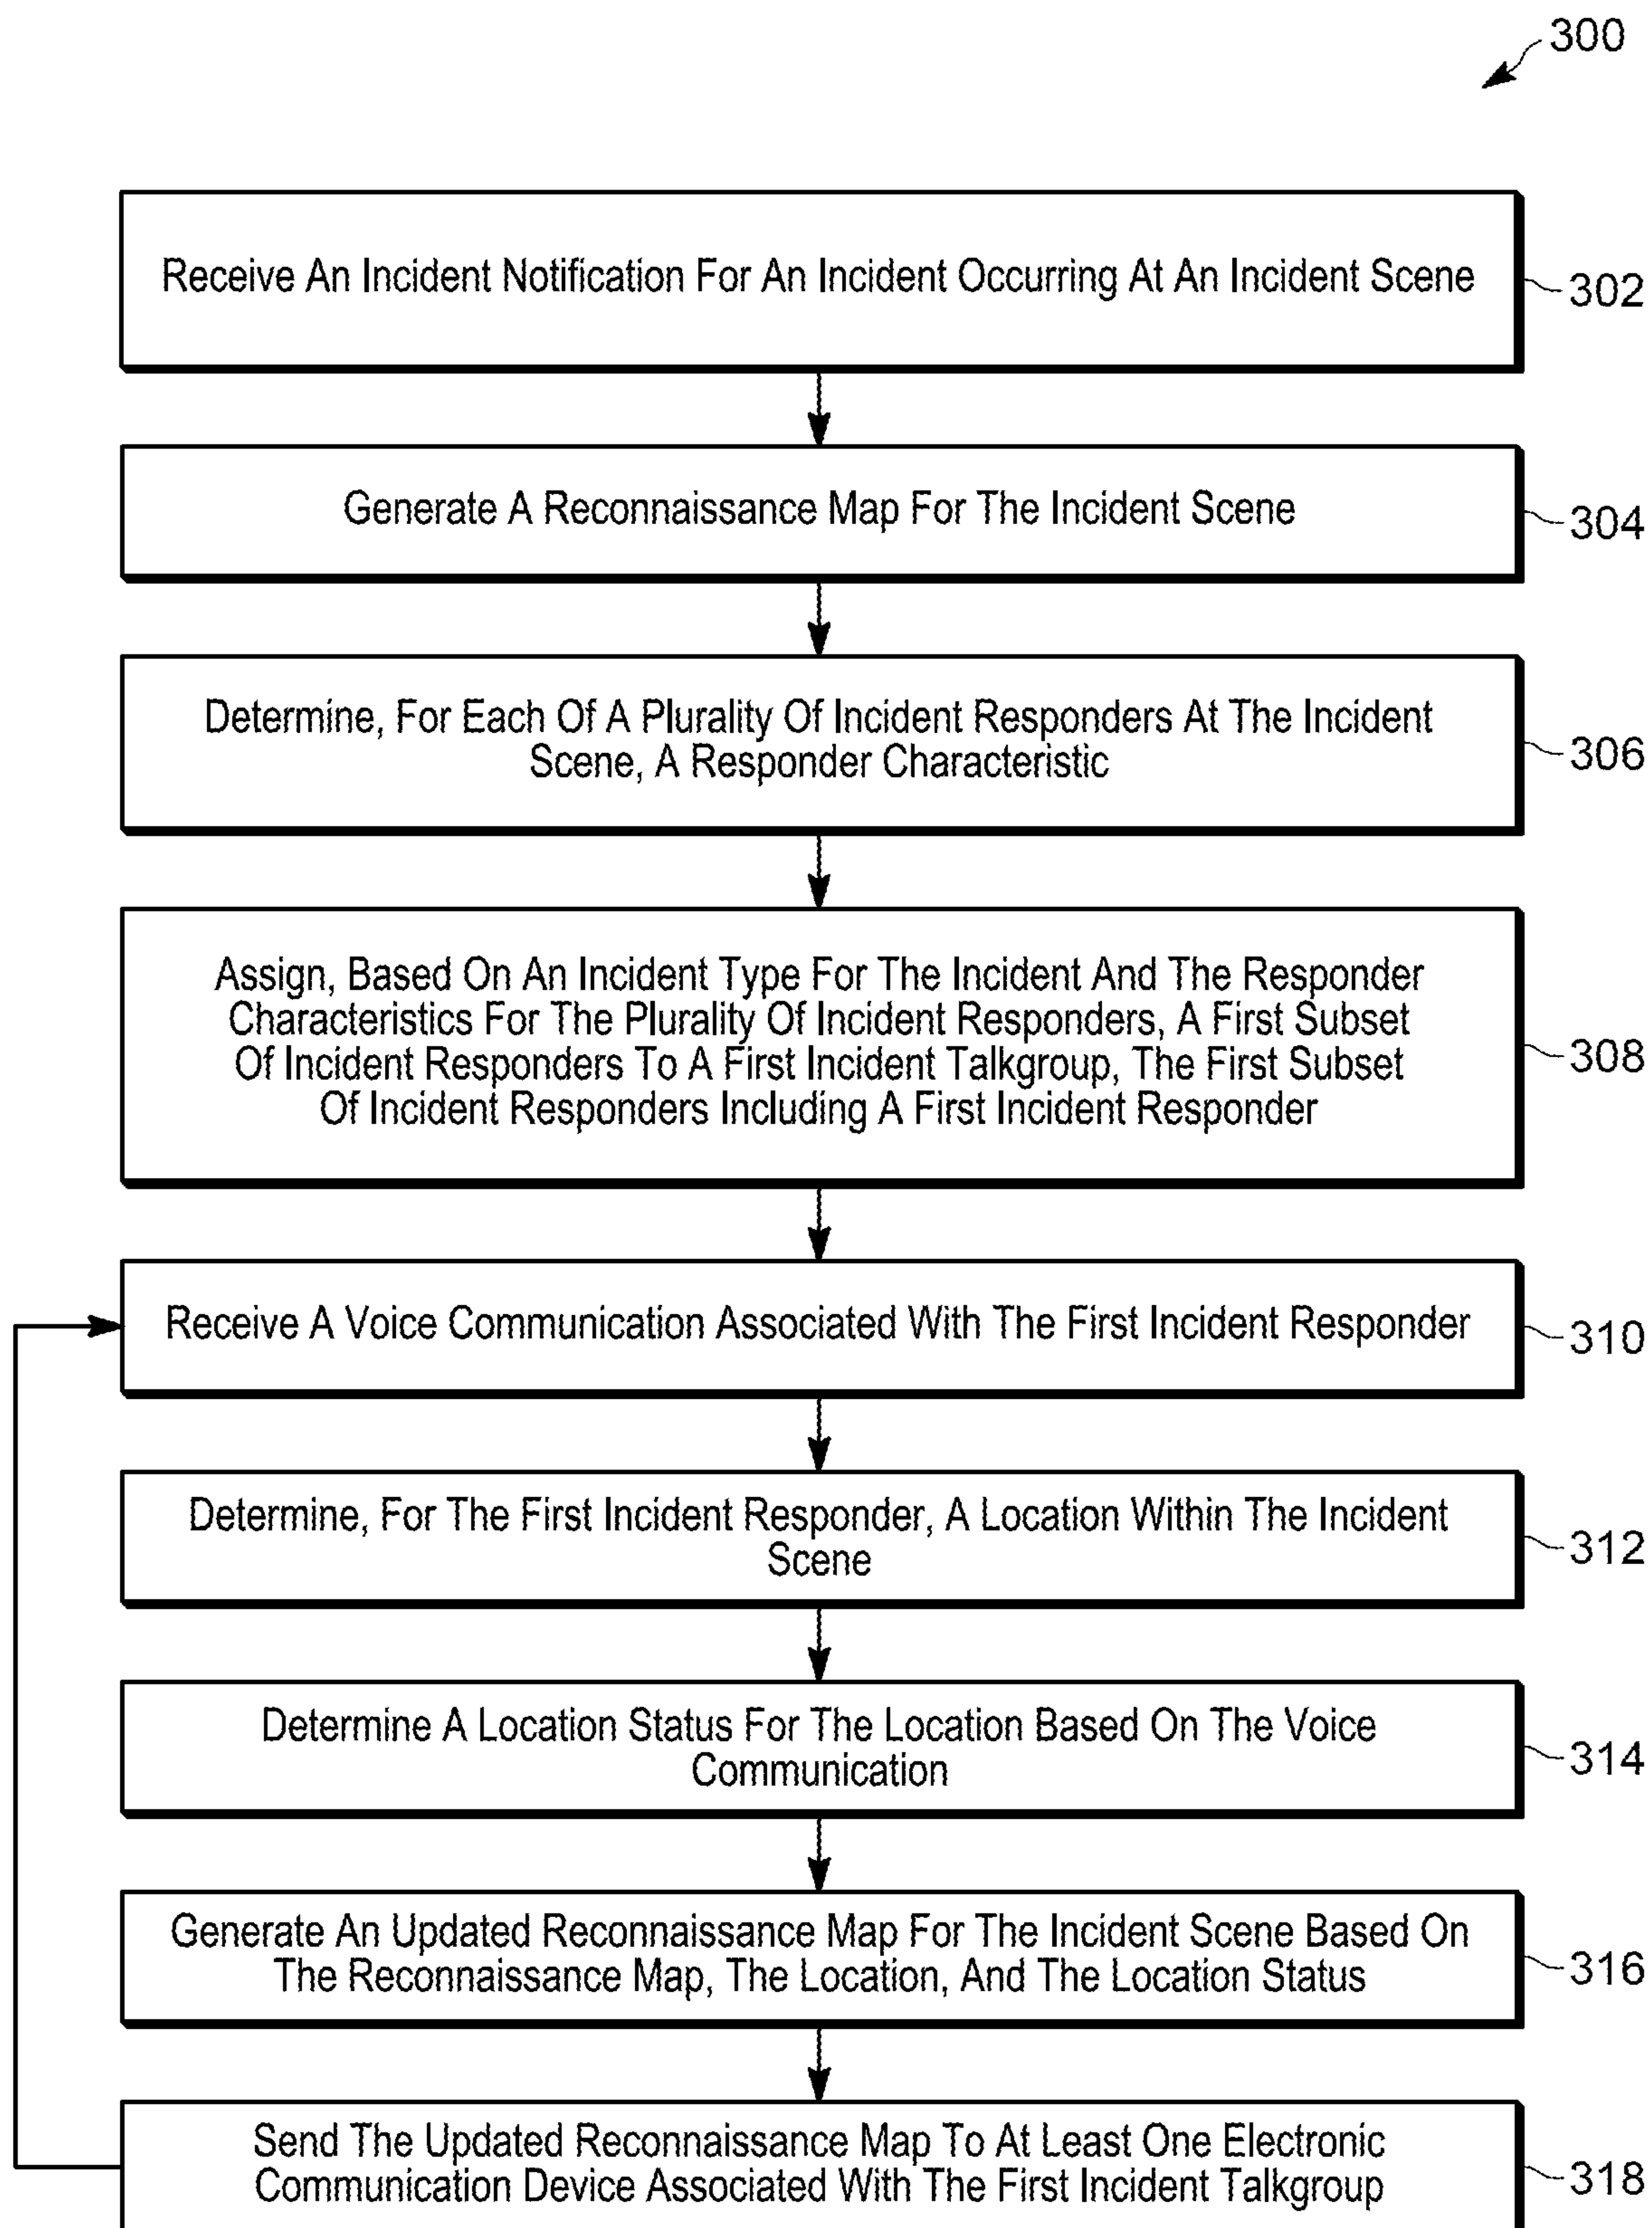 300
Receive An Incident Notification For An Incident Occurring At An Incident Scene
302
Generate A Reconnaissance Map For The Incident Scene
304
Determine, For Each Of A Plurality Of Incident Responders At The Incident
Scene, A Responder Characteristic
306
Assign, Based On An Incident Type For The Incident And The Responder
Characteristics For The Plurality Of Incident Responders, A First Subset
Of Incident Responders To A First Incident Talkgroup, The First Subset
Of Incident Responders Including A First Incident Responder
308
Receive A Voice Communication Associated With The First Incident Responder
310
Determine, For The First Incident Responder, A Location Within The Incident
Scene
312
Determine A Location Status For The Location Based On The Voice
Communication
314
Generate An Updated Reconnaissance Map For The Incident Scene Based On
The Reconnaissance Map, The Location, And The Location Status
316
Send The Updated Reconnaissance Map To At Least One Electronic
Communication Device Associated With The First Incident Talkgroup
318